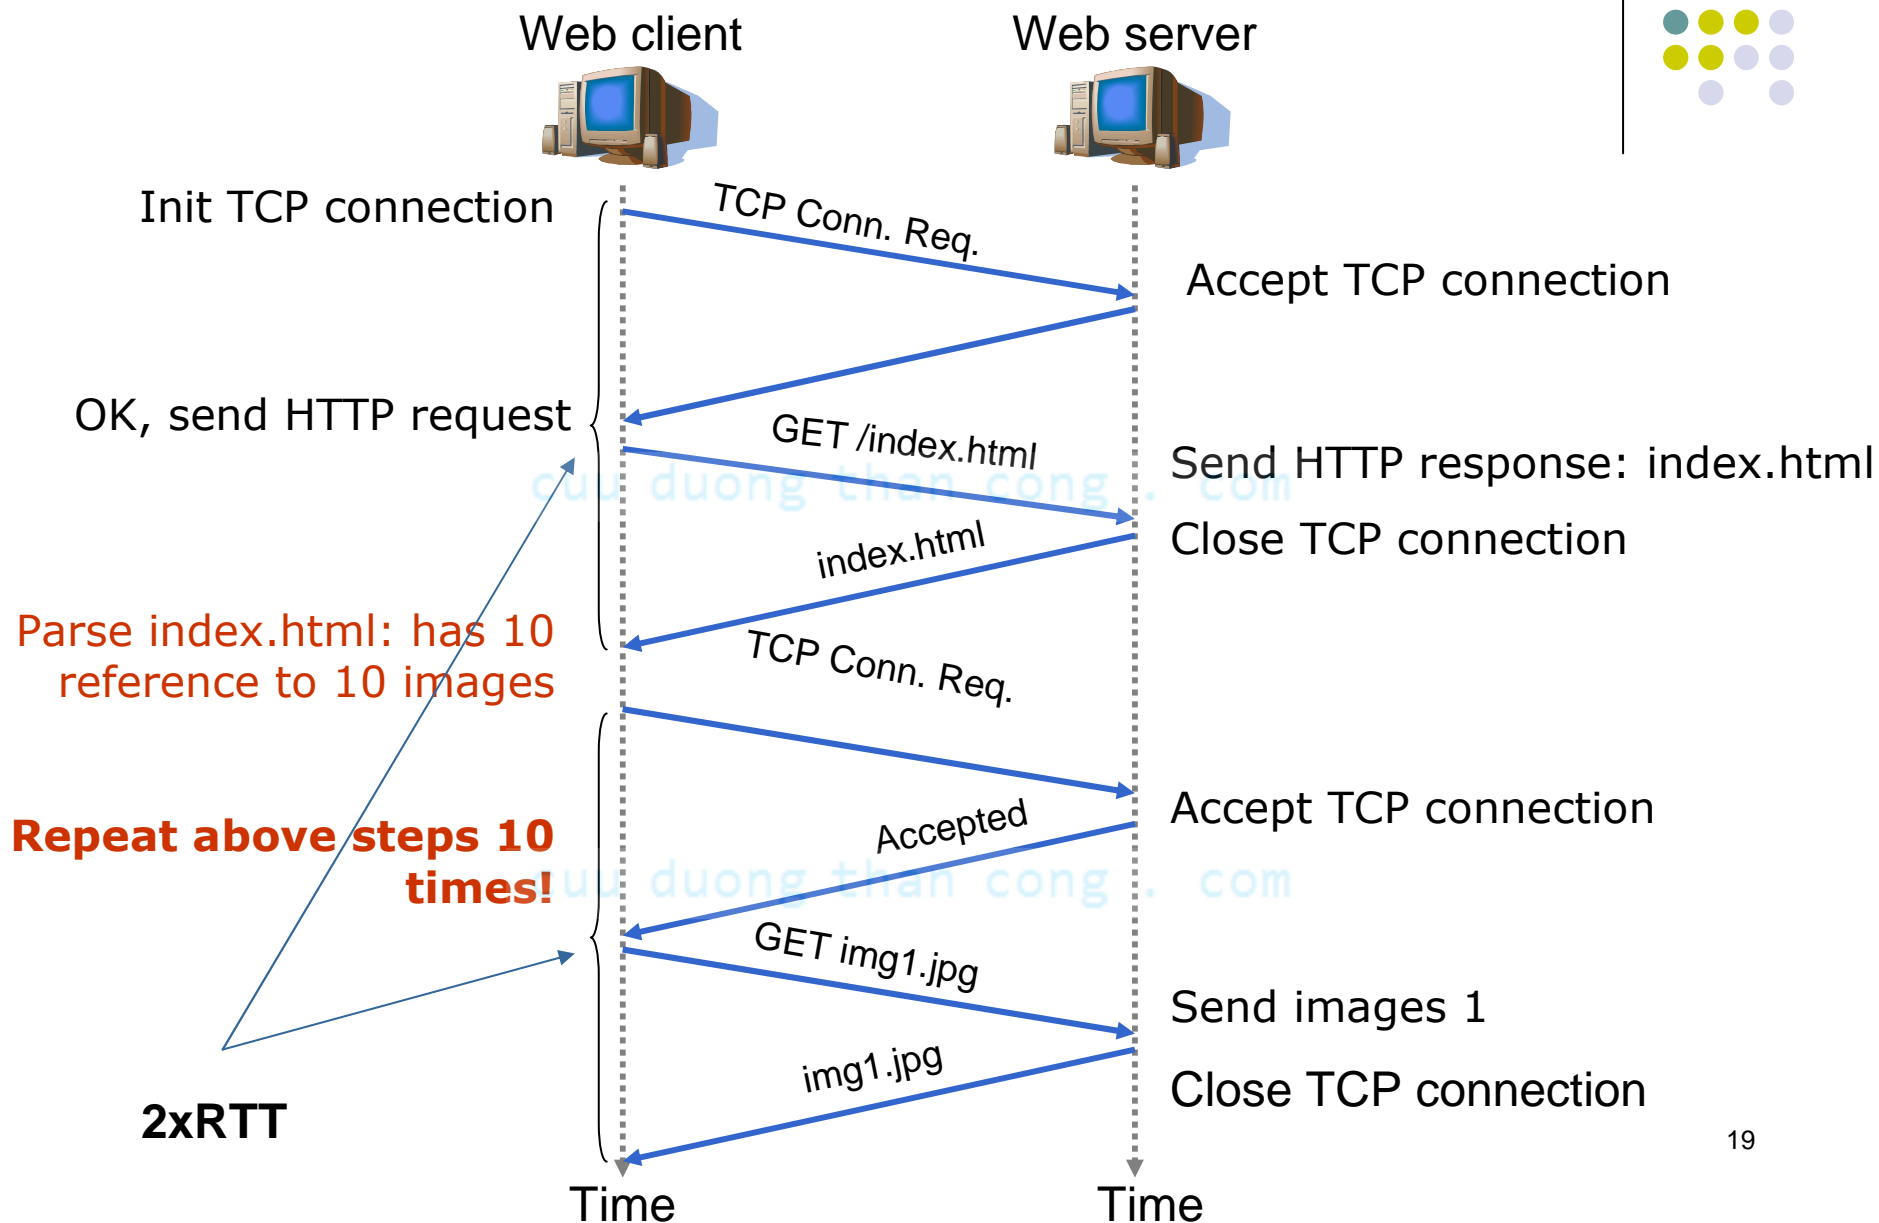 Web client
Web server
Init TCP connection
TCP Conn. Req.
Accept TCP connection
OK, send HTTP request
GET /index.html
Send HTTP response: index.html
cuu duong than cong . com
index.html
Close TCP connection
Parse index.html: has 10
reference to 10 images
TCP Conn. Req.
Accept TCP connection
Accepted
Repeat above steps 10
times!
cuu duong than cong . com
GET img1.jpg
Send images 1
img1.jpg
Close TCP connection
2xRTT
19
Time
Time